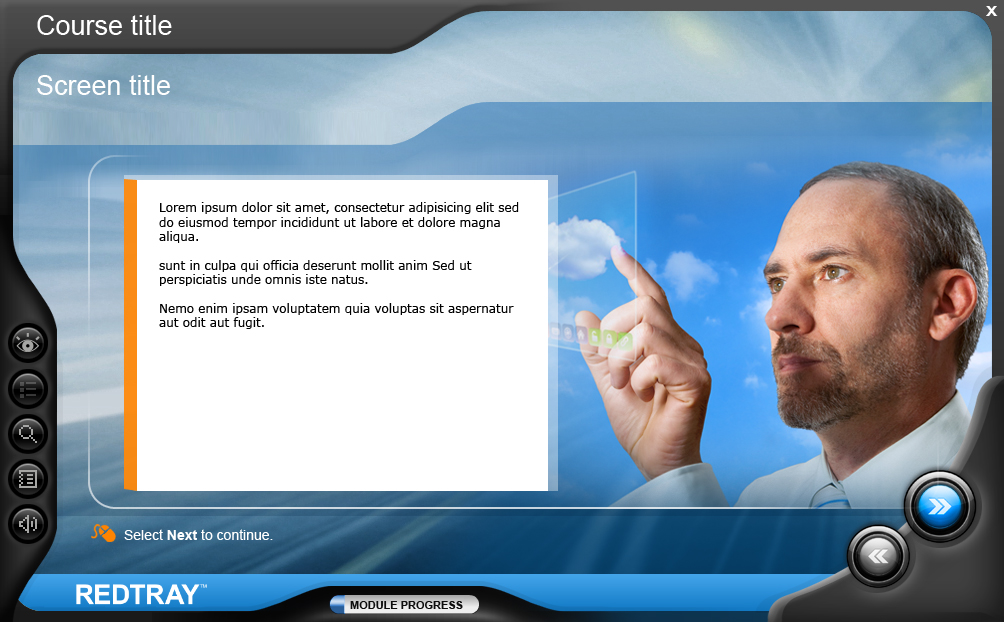 x
Course title
Screen title
Lorem ipsum dolor sit amet, consectetur adipisicing elit sed
do eiusmod tempor incididunt ut labore et dolore magna
aliqua.
sunt in culpa qui officia deserunt mollit anim Sed ut
perspiciatis unde omnis iste natus.
Nemo enim ipsam voluptatem quia voluptas sit aspernatur
aut odit aut fugit.
Select Next to continue.
REDTRAY™
MODULE PROGRESS